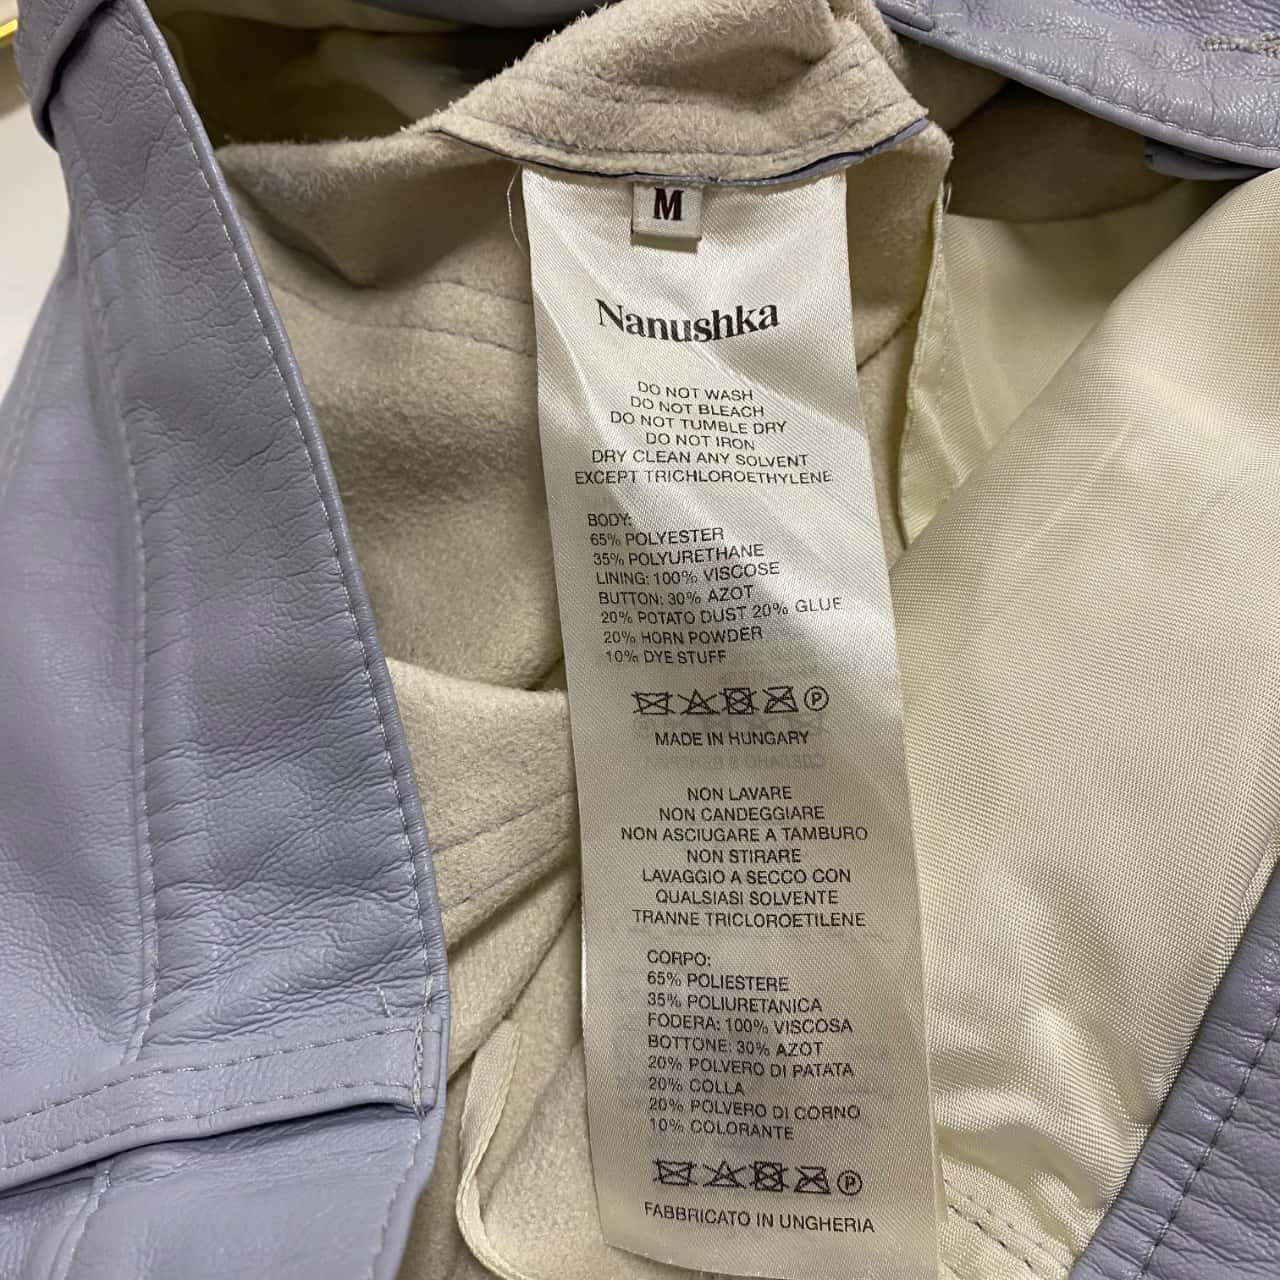 M
Nanushka
DO NOT WASH
DO NOT BLEACH
DO NOT TUMBLE DRY
DO NOT IRON
DRY CLEAN ANY SOLVENT
EXCEPT TRICHLOROETHYLENE
BODY:
65% POLYESTER
35% POLYURETHANE
LINING: 100% VISCOSE
BUTTON: 30% AZOT
20% POTATO DUST 20% GLUE
20% HORN POWDER
10% DYE STUFF
P
MADE IN HUNGARY
NON LAVARE
NON CANDEGGIARE
NON ASCIUGARE A TAMBURO
NON STIRARE
LAVAGGIO A SECCO CON
QUALSIASI SOLVENTE
TRANNE TRICLOROETILENE
CORPO:
65% POLIESTERE
35% POLIURETANICA
FODERA: 100% VISCOSA
BOTTONE: 30% AZOT
20% POLVERO DI PATATA
20% COLLA
20% POLVERO DI CORNO
10% COLORANTE
P
FABBRICATO IN UNGHERIA